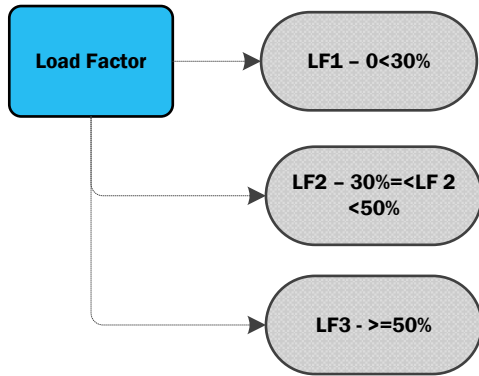 Load Factor
LF1 – 0<30%
LF2 – 30%=<LF 2
<50%
LF3 - >=50%